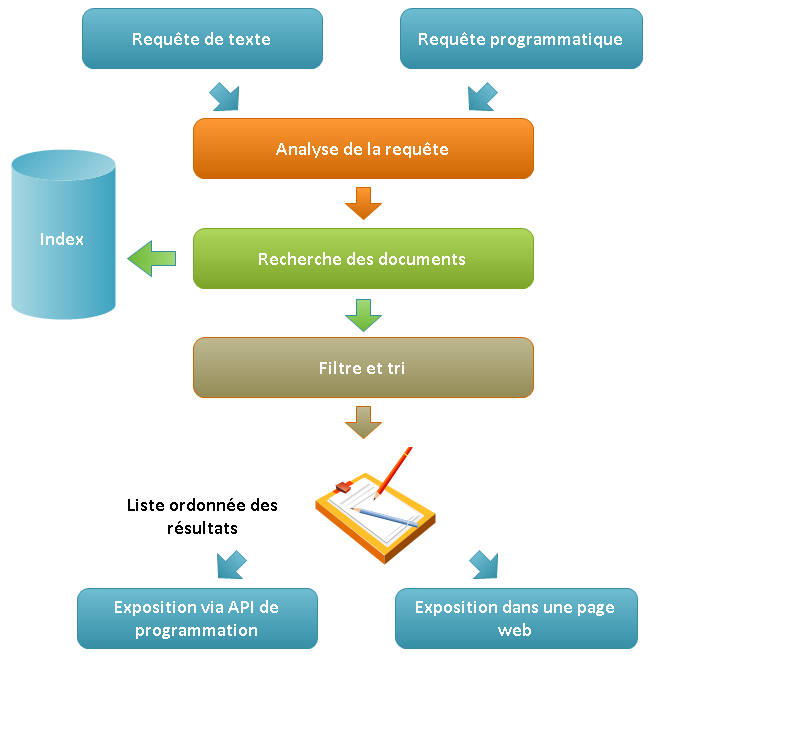 Requête de texte
Requête programmatique
Analyse de la requête
Index
Recherche des documents
Filtre et tri
Liste ordonnée des
résultats
Exposition via API de
programmation
Exposition dans une page
web